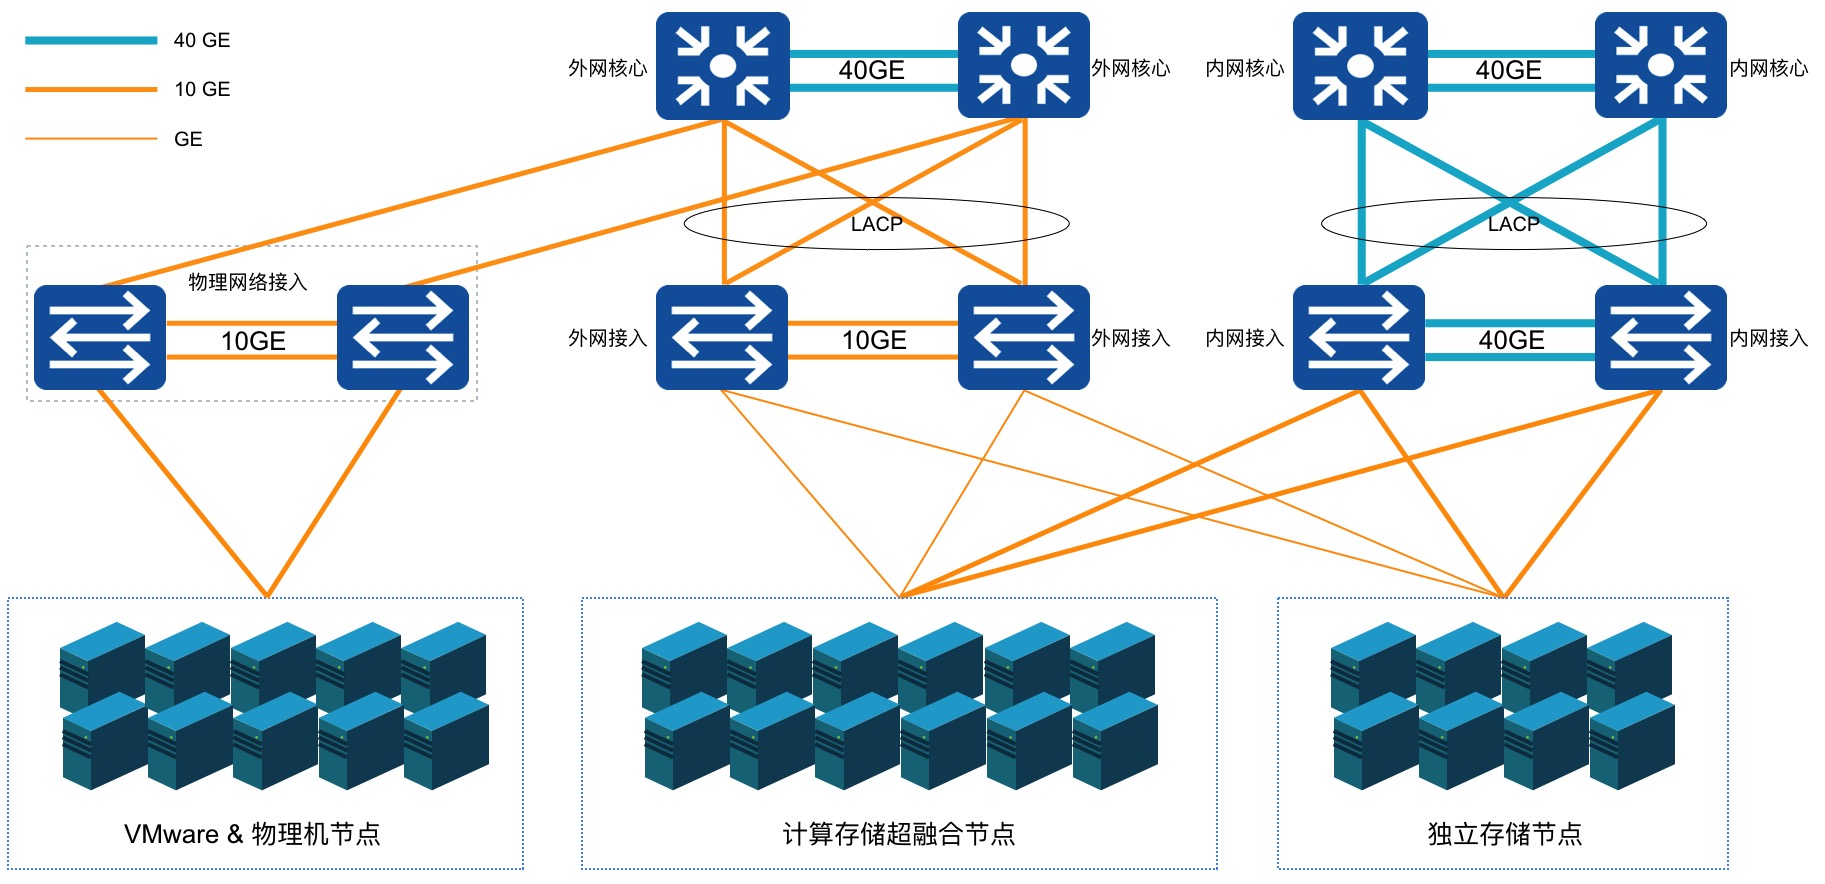 40 GE
10 GE
GE
外网核心
40GE
外网核心
内网核心
40GE
内网核心
LACP
LACP
物理网络接入
10GE
外网接入
10GE
外网接入
内网接入
40GE
内网接入
VMware & 物理机节点
计算存储超融合节点
独立存储节点